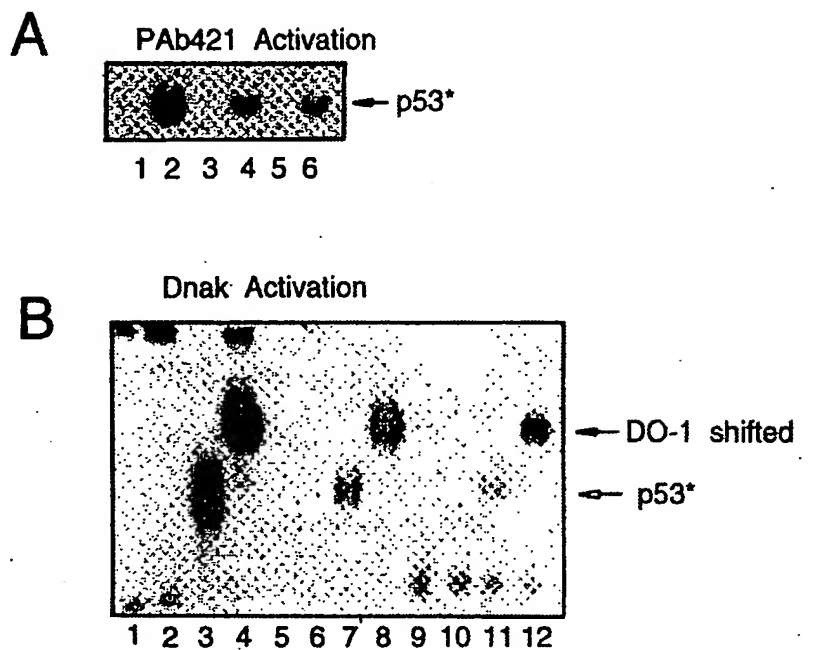 A
PAb421 Activation
p53*
1 2 3 4 5 6
B
Dnak Activation
DO-1 shifted
p53*
1 2 3 4 5 6 7 8 9 10 11 12